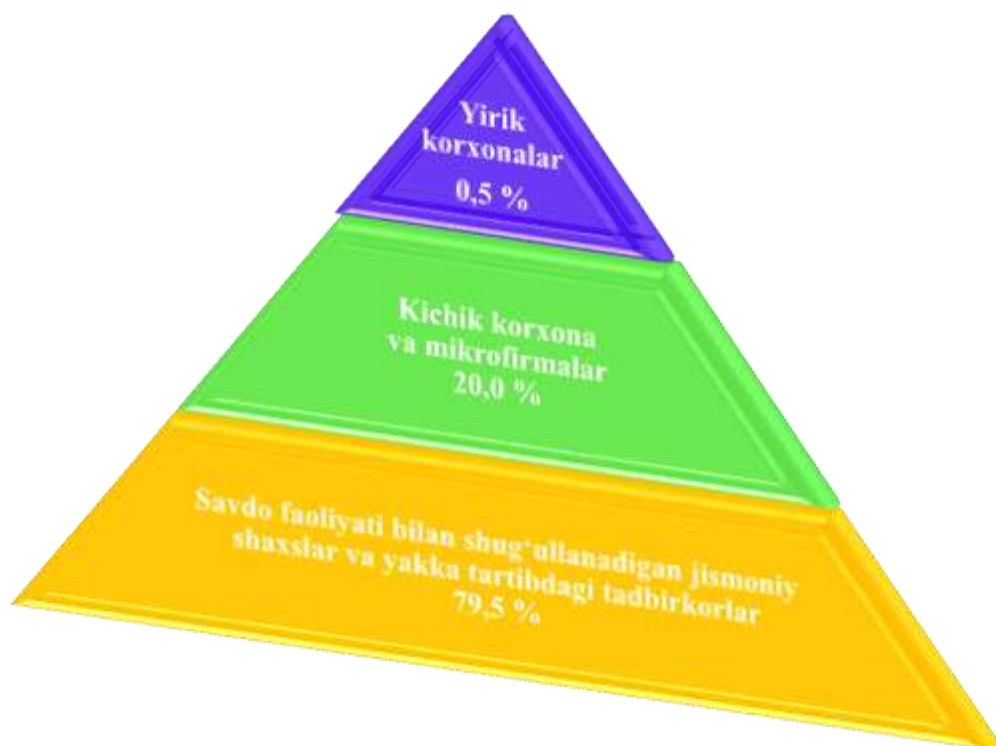 Yirik
korxonalar
0,5 %
Kichik korxona
va mikrofirmalar
20,0 %
Savdo faoliyati bilan shug‘ullanadigan jismoniy
shaxslar va yakka tartibdagi tadbirkorlar
79,5 %